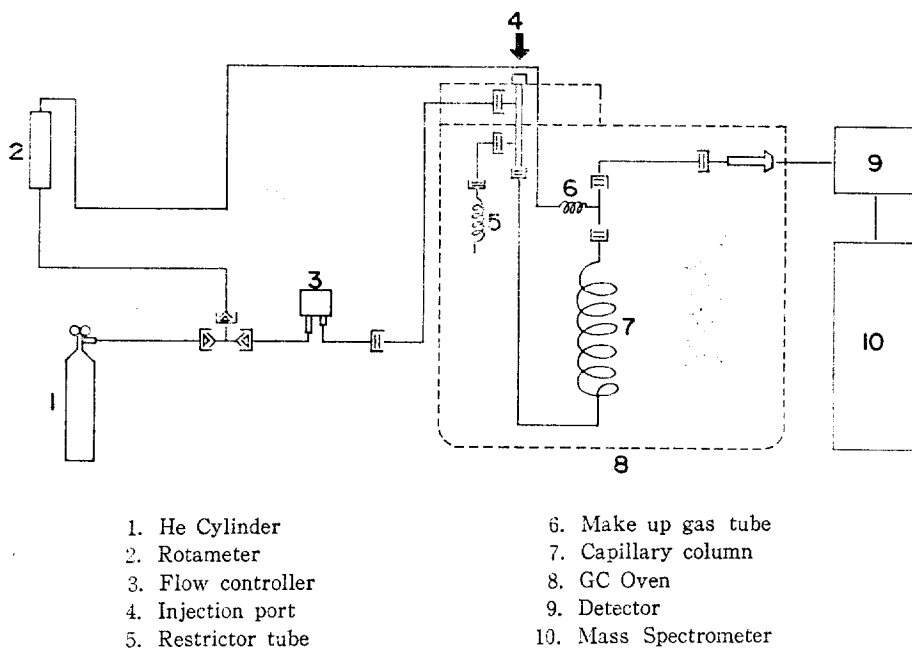 4
2
6
5
3
7
9
10
1
8
1. He Cylinder
2. Rotameter
3. Flow controller
4. Injection port
5. Restrictor tube
6. Make up gas tube
7. Capillary column
8. GC Oven
9. Detector
10. Mass Spectrometer